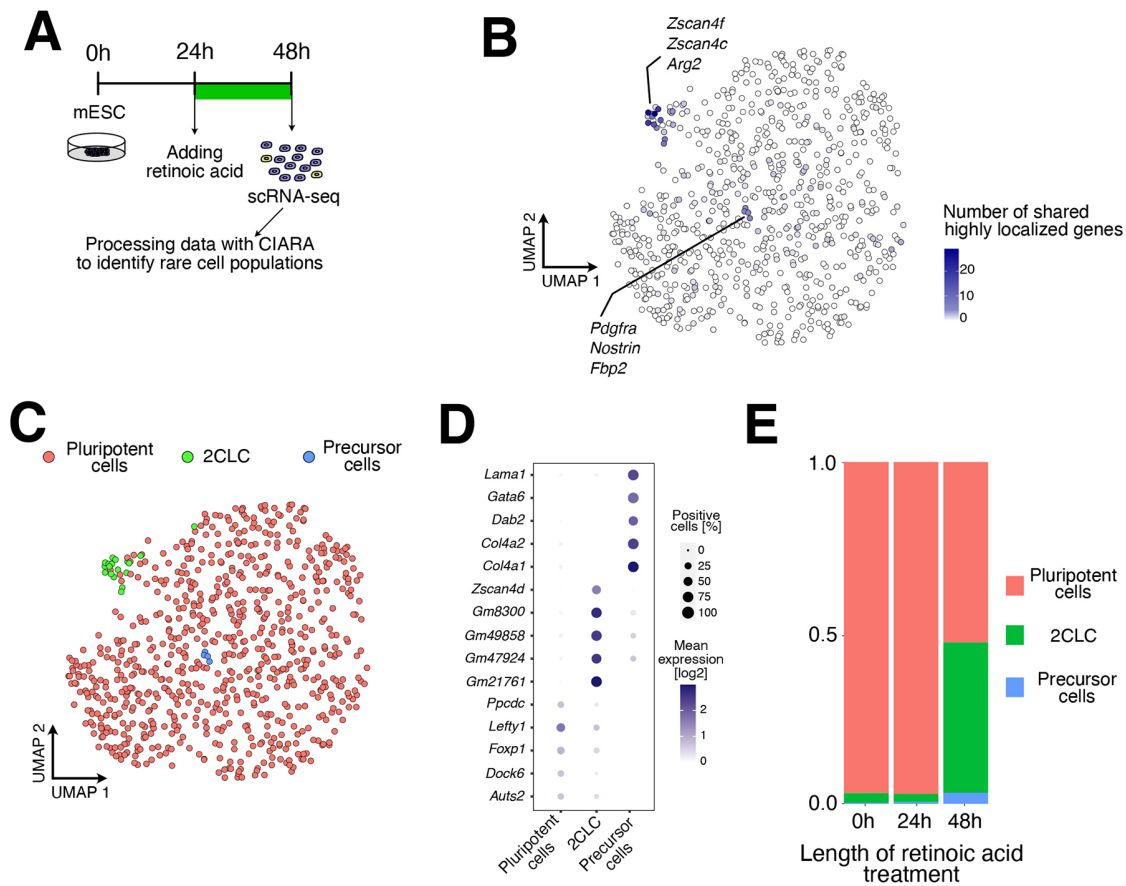 A
0h 24h 48h
mESC
Adding
retinoic acid
scRNA-seq
Processing data with CIARA
to identify rare cell populations
B
Zscan4f
Zscan4c
Arg2
UMAP 2
UMAP 1
Pdgfra
Nostrin
Fbp2
Number of shared
highly localized genes
20
10
0
C
Pluripotent
cells
2CLC
Precursor
cells
UMAP 2
UMAP 1
D
Lama1
Gata6
Dab2
Col4a2
Col4a1
Zscan4d
Gm8300
Gm49858
Gm47924
Gm21761
Ppcdc
Lefty1
Foxp1
Dock6
Auts2
Pluripotent
cells
2CLC
Precursor
cells
Positive
cells [%]
0
25
50
75
100
Mean
expression
[log2]
2
1
0
E
1.0
0.5
0.0
0h 24h 48h
Length of retinoic acid
treatment
Pluripotent
cells
2CLC
Precursor
cells